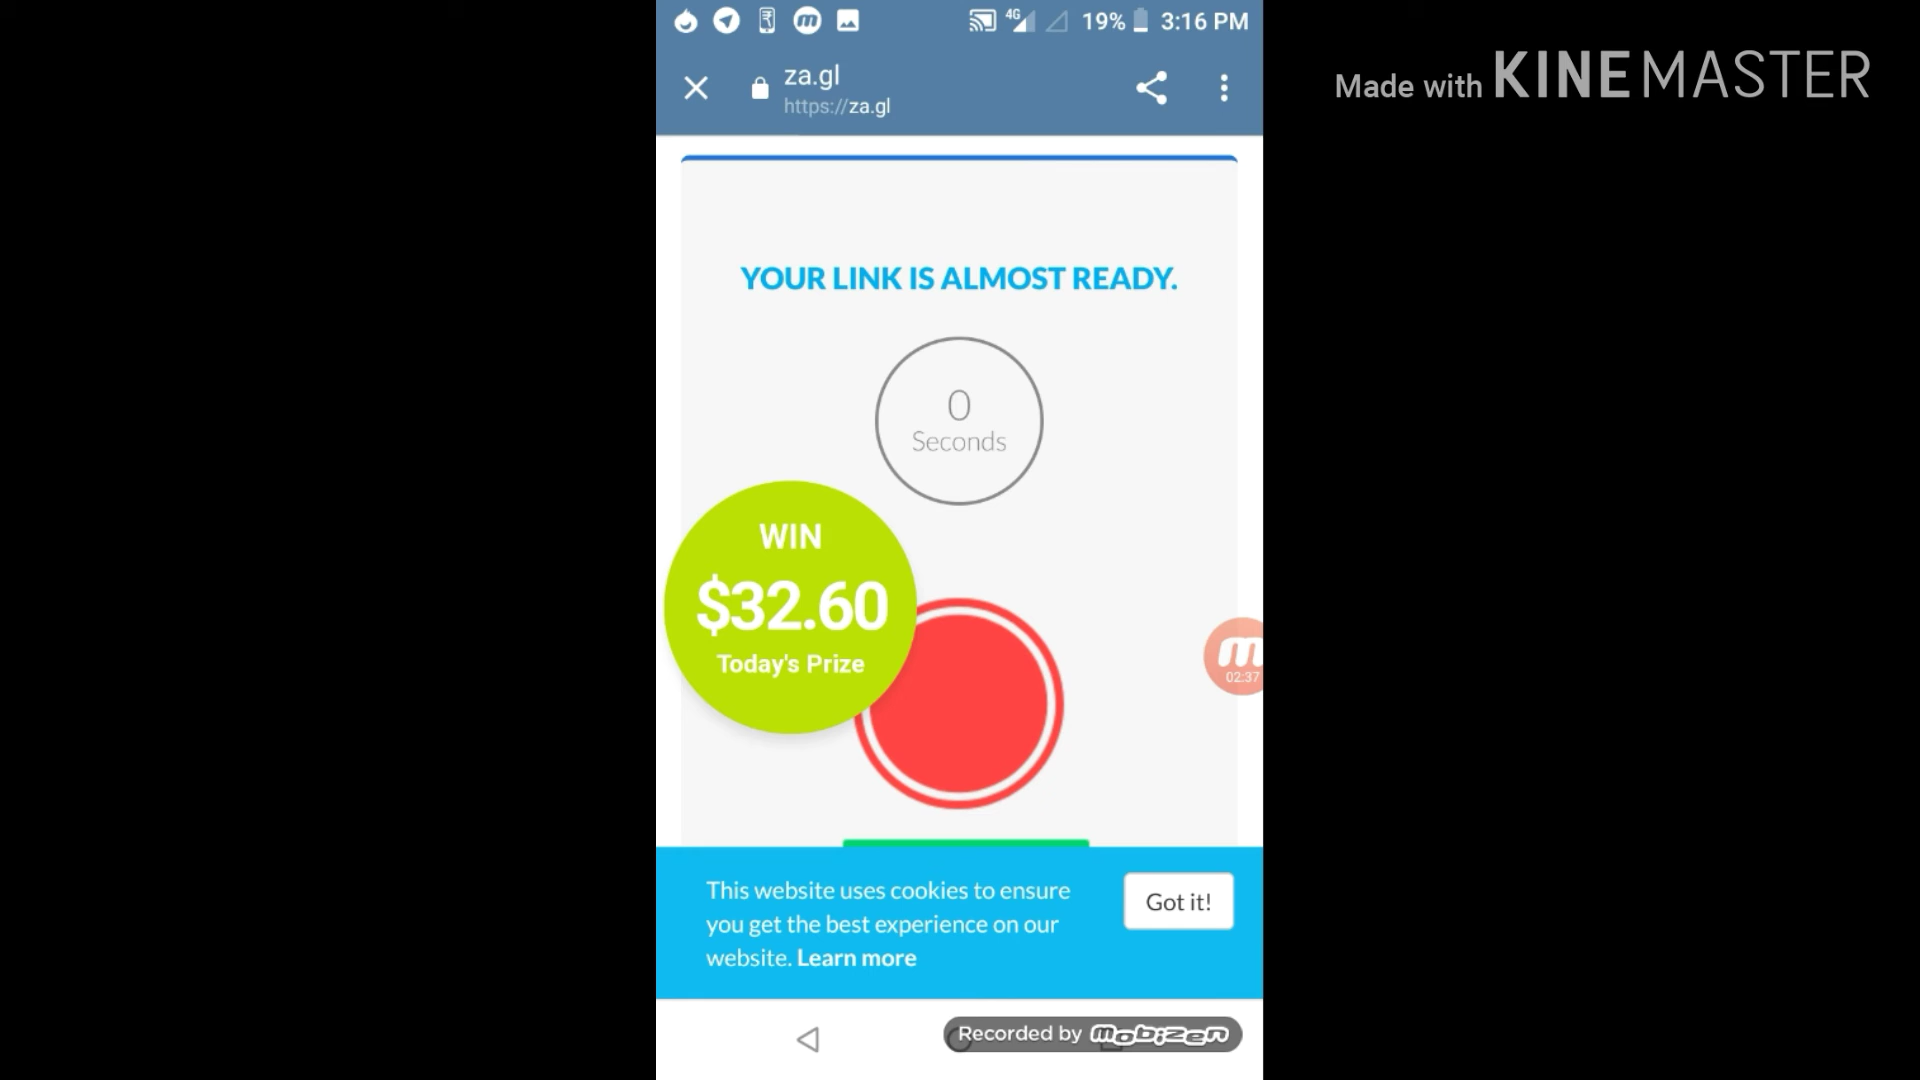 4G 19% 3:16 PM
za.gl
https://za.gl
Made with KINEMASTER
YOUR LINK IS ALMOST READY.
0
Seconds
WIN
$32.60
Today's Prize
m
02:37
This website uses cookies to ensure
you get the best experience on our
website. Learn more
Got it!
Recorded by mobizen